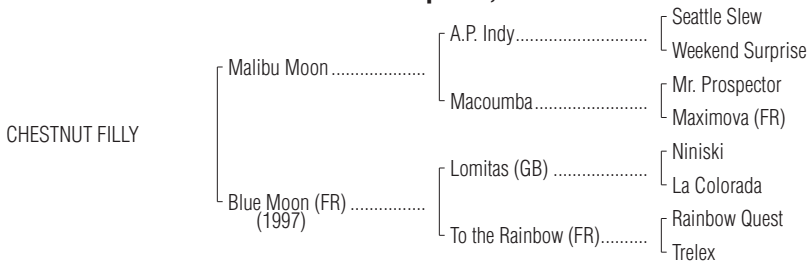 Seattle Slew
A.P. Indy
Weekend Surprise
Malibu Moon
Mr. Prospector
Macoumba
Maximova (FR)
CHESTNUT FILLY
Niniski
Lomitas (GB)
La Colorada
Blue Moon (FR)
(1997)
Rainbow Quest
To the Rainbow (FR)
Trelex